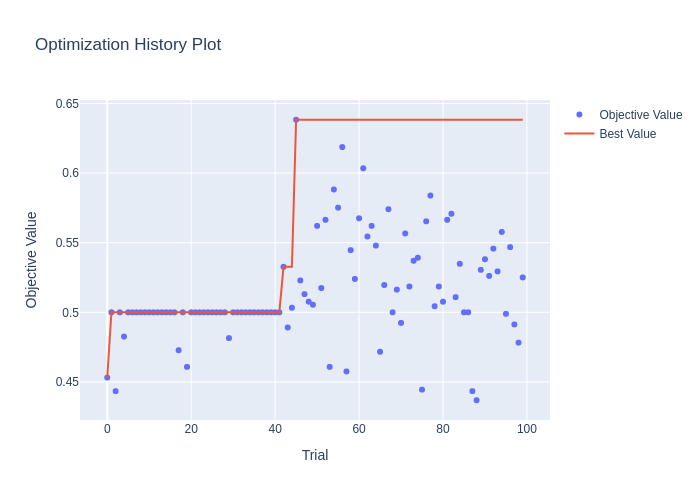 Optimization History Plot
Objective Value
Best Value
0.65
0.6
0.55
0.5
0.45
Objective Value
0
20
40
60
80
100
Trial